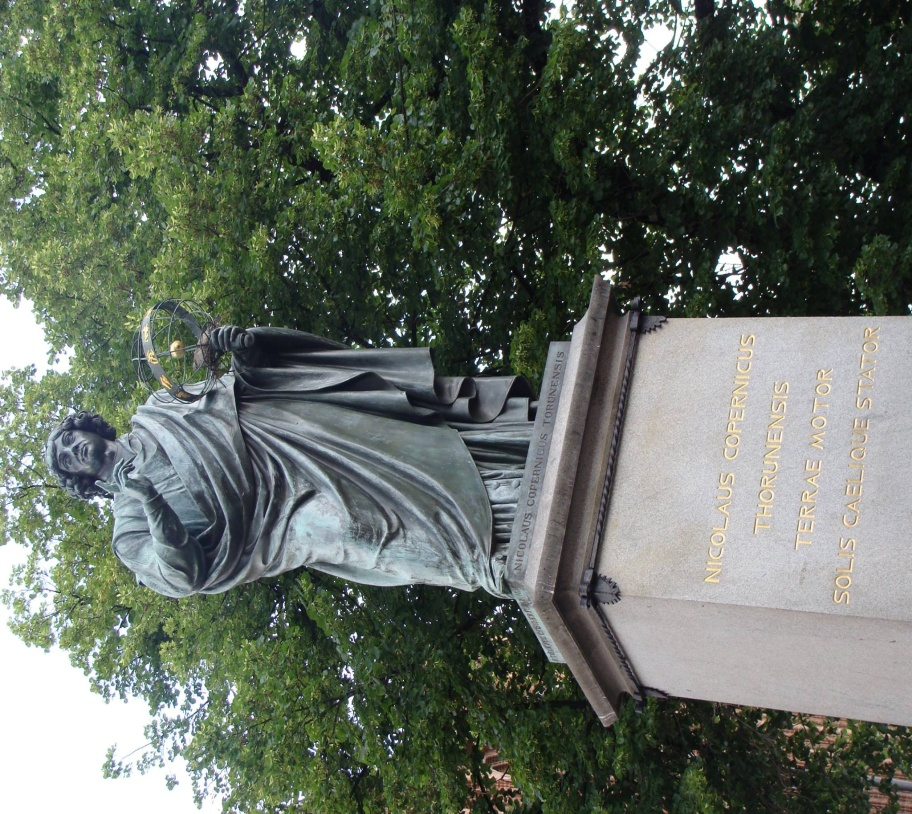 NICOLAUS COPERNICUS TORUNENSIS
NICOLAUS COPERNICUS
THORUNENSIS
TERRAE MOTOR
SOLIS CAELIQUE STATOR